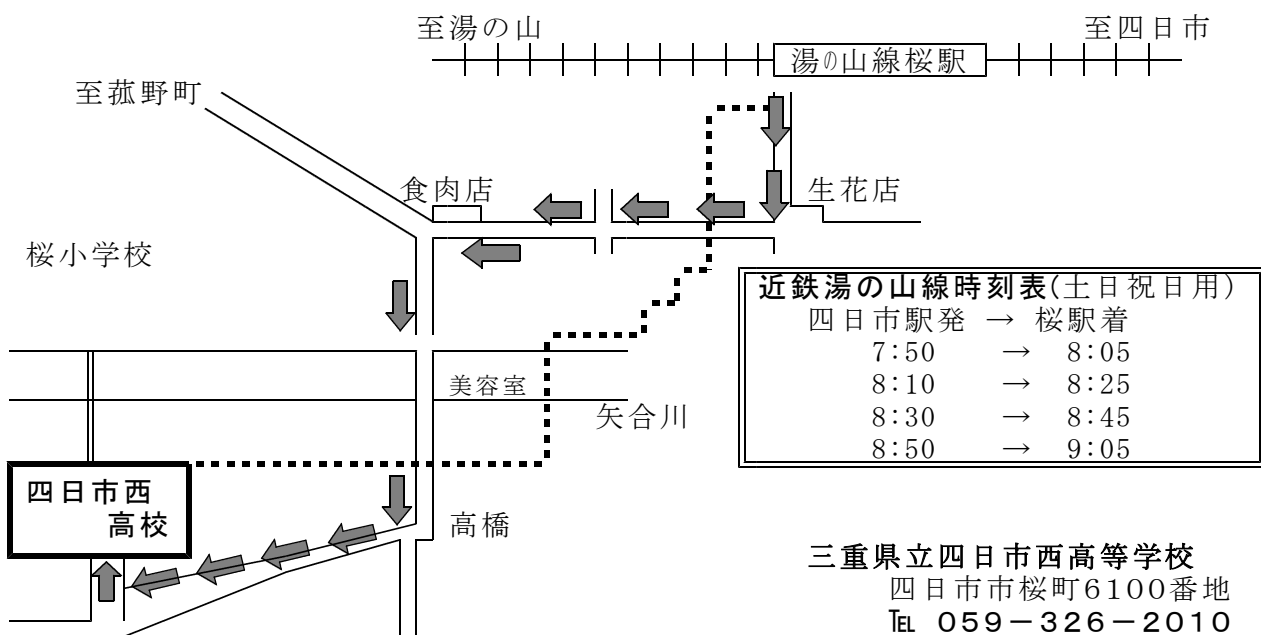 至湯の山
至四日市
湯の山線桜駅
至菰野町
食肉店
生花店
桜小学校
近鉄湯の山線時刻表(土日祝日用)
四日市駅発 → 桜駅着
7:50 → 8:05
8:10 → 8:25
8:30 → 8:45
8:50 → 9:05
美容室
矢合川
四日市西
高校
高橋
三重県立四日市西高等学校
四日市市桜町6100番地
℡ 059－326－2010